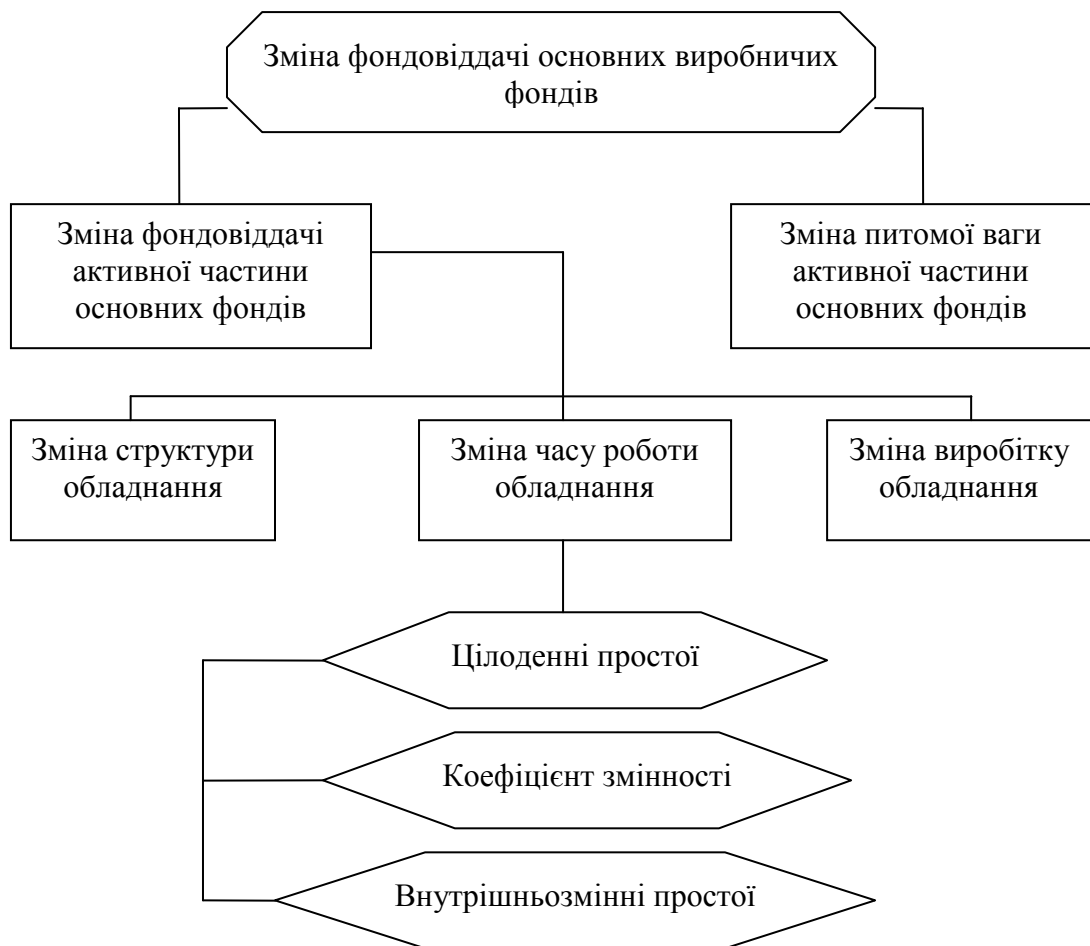 Зміна фондовіддачі основних виробничих
фондів
Зміна фондовіддачі
активної частини
основних фондів
Зміна питомої ваги
активної частини
основних фондів
Зміна структури
обладнання
Зміна часу роботи
обладнання
Зміна виробітку
обладнання
Цілоденні простої
Коефіцієнт змінності
Внутрішньозмінні простої